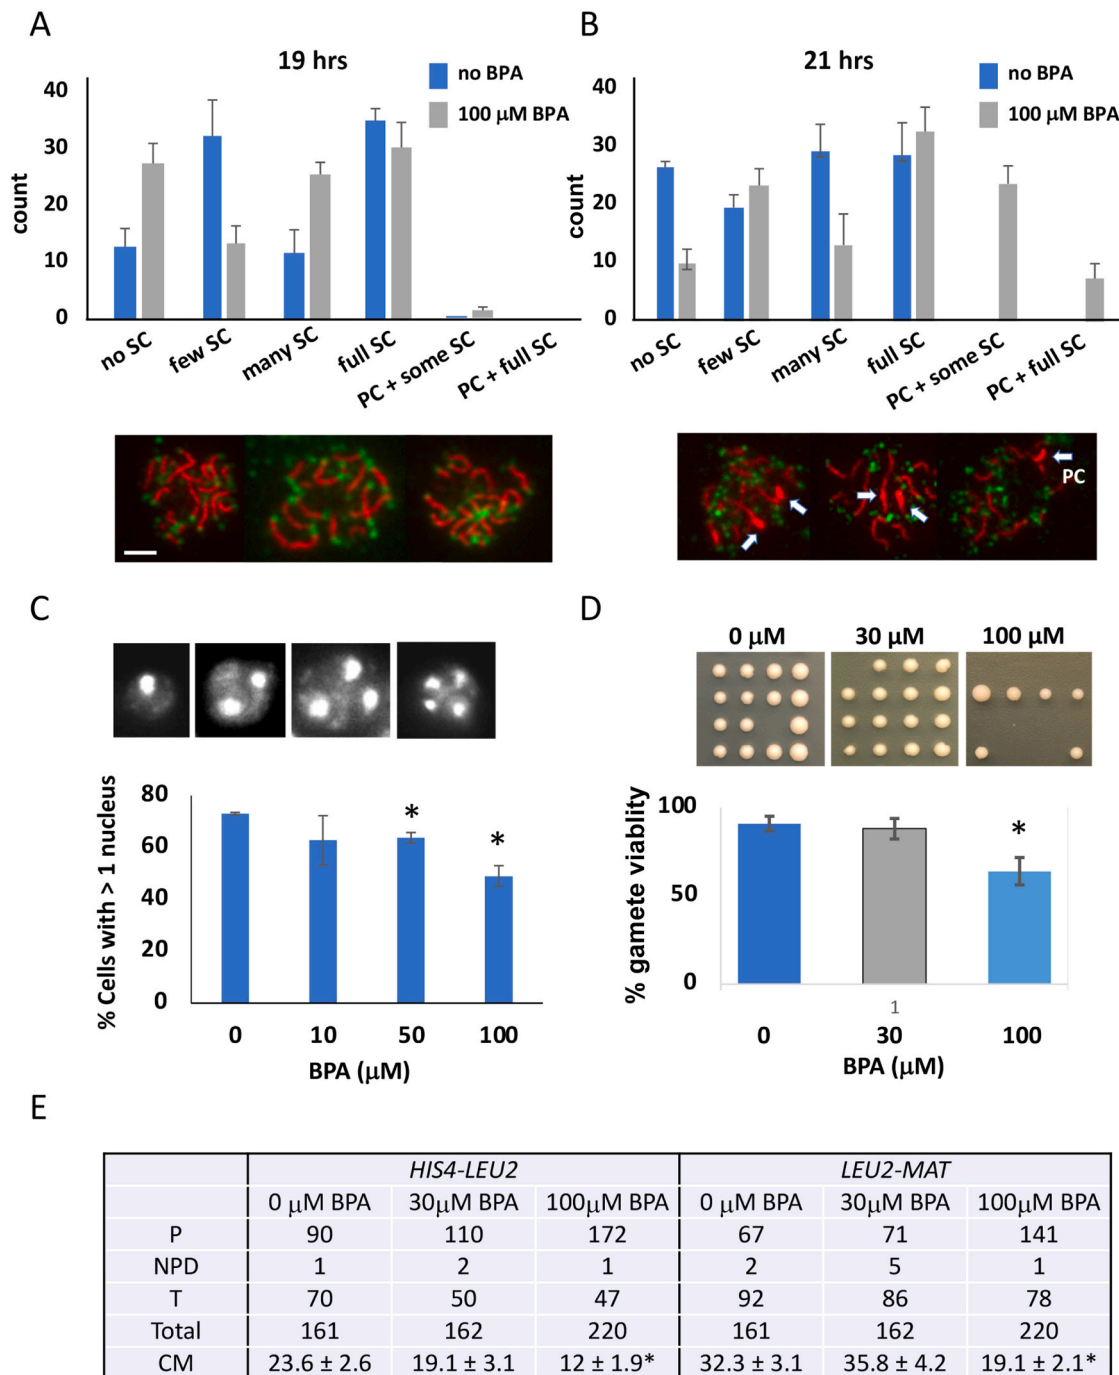 A
19 hrs
no BPA
100 µM BPA
count
40
30
20
10
0
no SC
few SC
many SC
full SC
PC + some SC
PC + full SC
B
21 hrs
no BPA
100 µM BPA
count
40
30
20
10
0
no SC
few SC
many SC
full SC
PC + some SC
PC + full SC
PC
C
% Cells with > 1 nucleus
80
60
40
20
0
*
*
0 10 50 100
BPA (µM)
D
0 µM 30 µM 100 µM
% gamete viablity
100
50
0
*
1
0 30 100
BPA (µM)
E
HIS4-LEU2 LEU2-MAT
0 µM BPA 30µM BPA 100µM BPA 0 µM BPA 30µM BPA 100µM BPA
P 90 110 172 67 71 141
NPD 1 2 1 2 5 1
T 70 50 47 92 86 78
Total 161 162 220 161 162 220
CM 23.6 ± 2.6 19.1 ± 3.1 12 ± 1.9* 32.3 ± 3.1 35.8 ± 4.2 19.1 ± 2.1*